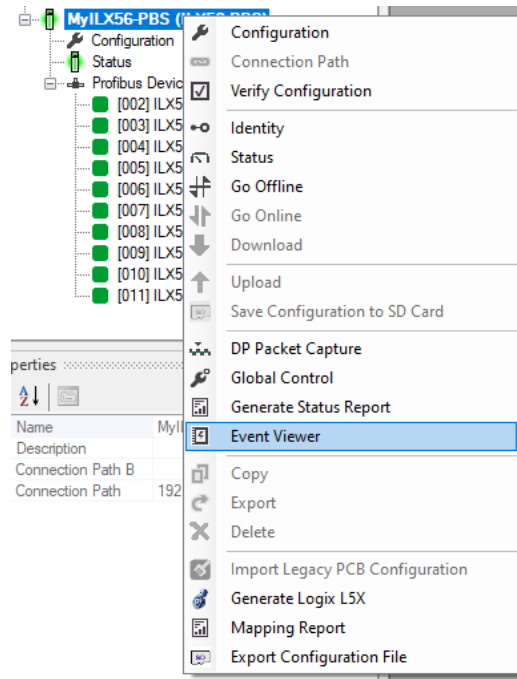 MyILX56-PBS (ILX56-PBS)
Configuration
Status
Profibus Devic
[002] ILX5
[003] ILX5
[004] ILX5
[005] ILX5
[006] ILX5
[007] ILX5
[008] ILX5
[009] ILX5
[010] ILX5
[011] ILX5
perties
Name MyIl
Description
Connection Path B
Connection Path 192
Configuration
Connection Path
Verify Configuration
Identity
Status
Go Offline
Go Online
Download
Upload
Save Configuration to SD Card
DP Packet Capture
Global Control
Generate Status Report
Event Viewer
Copy
Export
Delete
Import Legacy PCB Configuration
Generate Logix L5X
Mapping Report
Export Configuration File